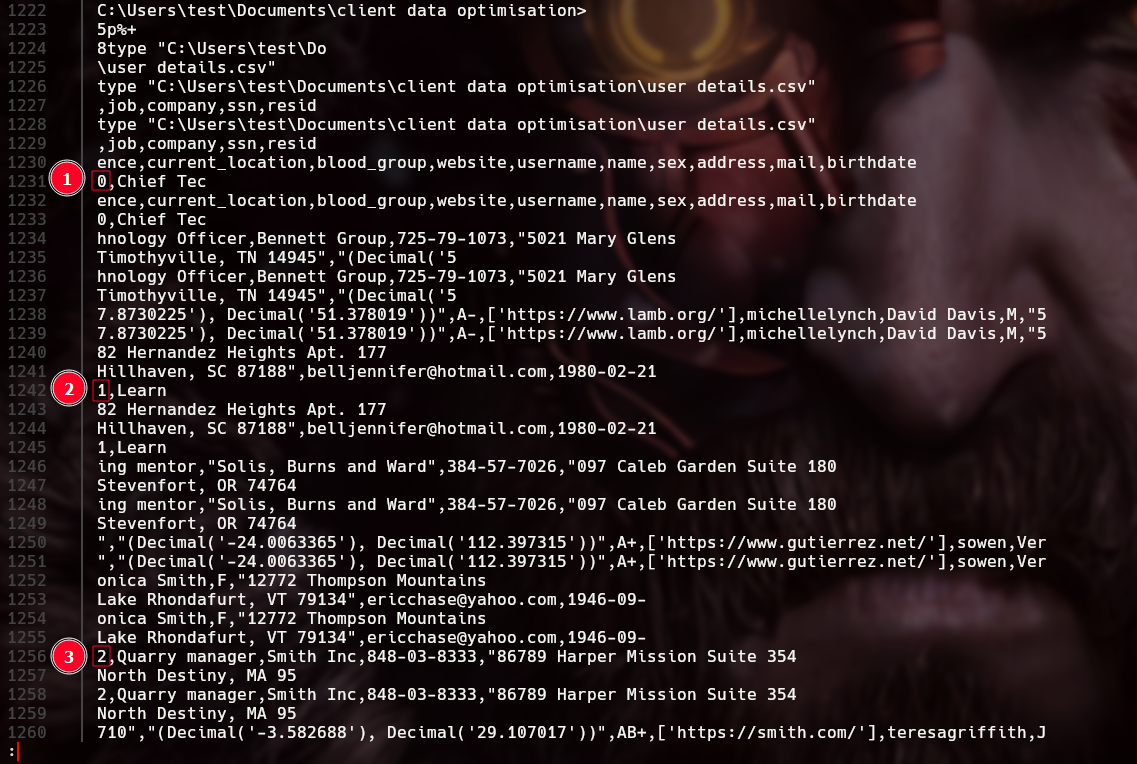 1222 C:\Users\test\Documents\client data optimisation>
1223 5p%+
1224 8type "C:\Users\test\Do
1225 \user details.csv"
1226 type "C:\Users\test\Documents\client data optimisation\user details.csv"
1227 ,job,company,ssn,resid
1228 type "C:\Users\test\Documents\client data optimisation\user details.csv"
1229 ,job,company,ssn,resid
1230 ence,current_location,blood_group,website,username,name,sex,address,mail,birthdate
1 1231 0,Chief Tec
1232 ence,current_location,blood_group,website,username,name,sex,address,mail,birthdate
1233 0,Chief Tec
1234 hnology Officer,Bennett Group,725-79-1073,"5021 Mary Glens
1235 Timothyville, TN 14945","(Decimal('5
1236 hnology Officer,Bennett Group,725-79-1073,"5021 Mary Glens
1237 Timothyville, TN 14945","(Decimal('5
1238 7.8730225'), Decimal('51.378019'))",A-,['https://www.lamb.org/'],michellelynch,David Davis,M,"5
1239 7.8730225'), Decimal('51.378019'))",A-,['https://www.lamb.org/'],michellelynch,David Davis,M,"5
1240 82 Hernandez Heights Apt. 177
1241 Hillhaven, SC 87188",belljennifer@hotmail.com,1980-02-21
2 1242 1,Learn
1243 82 Hernandez Heights Apt. 177
1244 Hillhaven, SC 87188",belljennifer@hotmail.com,1980-02-21
1245 1,Learn
1246 ing mentor,"Solis, Burns and Ward",384-57-7026,"097 Caleb Garden Suite 180
1247 Stevenfort, OR 74764
1248 ing mentor,"Solis, Burns and Ward",384-57-7026,"097 Caleb Garden Suite 180
1249 Stevenfort, OR 74764
1250 ","(Decimal('-24.0063365'), Decimal('112.397315'))",A+,['https://www.gutierrez.net/'],sowen,Ver
1251 ","(Decimal('-24.0063365'), Decimal('112.397315'))",A+,['https://www.gutierrez.net/'],sowen,Ver
1252 onica Smith,F,"12772 Thompson Mountains
1253 Lake Rhondafurt, VT 79134",ericchase@yahoo.com,1946-09-
1254 onica Smith,F,"12772 Thompson Mountains
1255 Lake Rhondafurt, VT 79134",ericchase@yahoo.com,1946-09-
3 1256 2,Quarry manager,Smith Inc,848-03-8333,"86789 Harper Mission Suite 354
1257 North Destiny, MA 95
1258 2,Quarry manager,Smith Inc,848-03-8333,"86789 Harper Mission Suite 354
1259 North Destiny, MA 95
1260 710","(Decimal('-3.582688'), Decimal('29.107017'))",AB+,['https://smith.com/'],teresagriffith,J
: